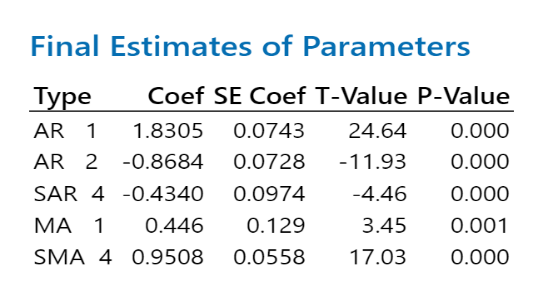 Final Estimates of Parameters
Type Coef SE Coef T-Value P-Value
AR 1 1.8305 0.0743 24.64 0.000
AR 2 -0.8684 0.0728 -11.93 0.000
SAR 4 -0.4340 0.0974 -4.46 0.000
MA 1 0.446 0.129 3.45 0.001
SMA 4 0.9508 0.0558 17.03 0.000